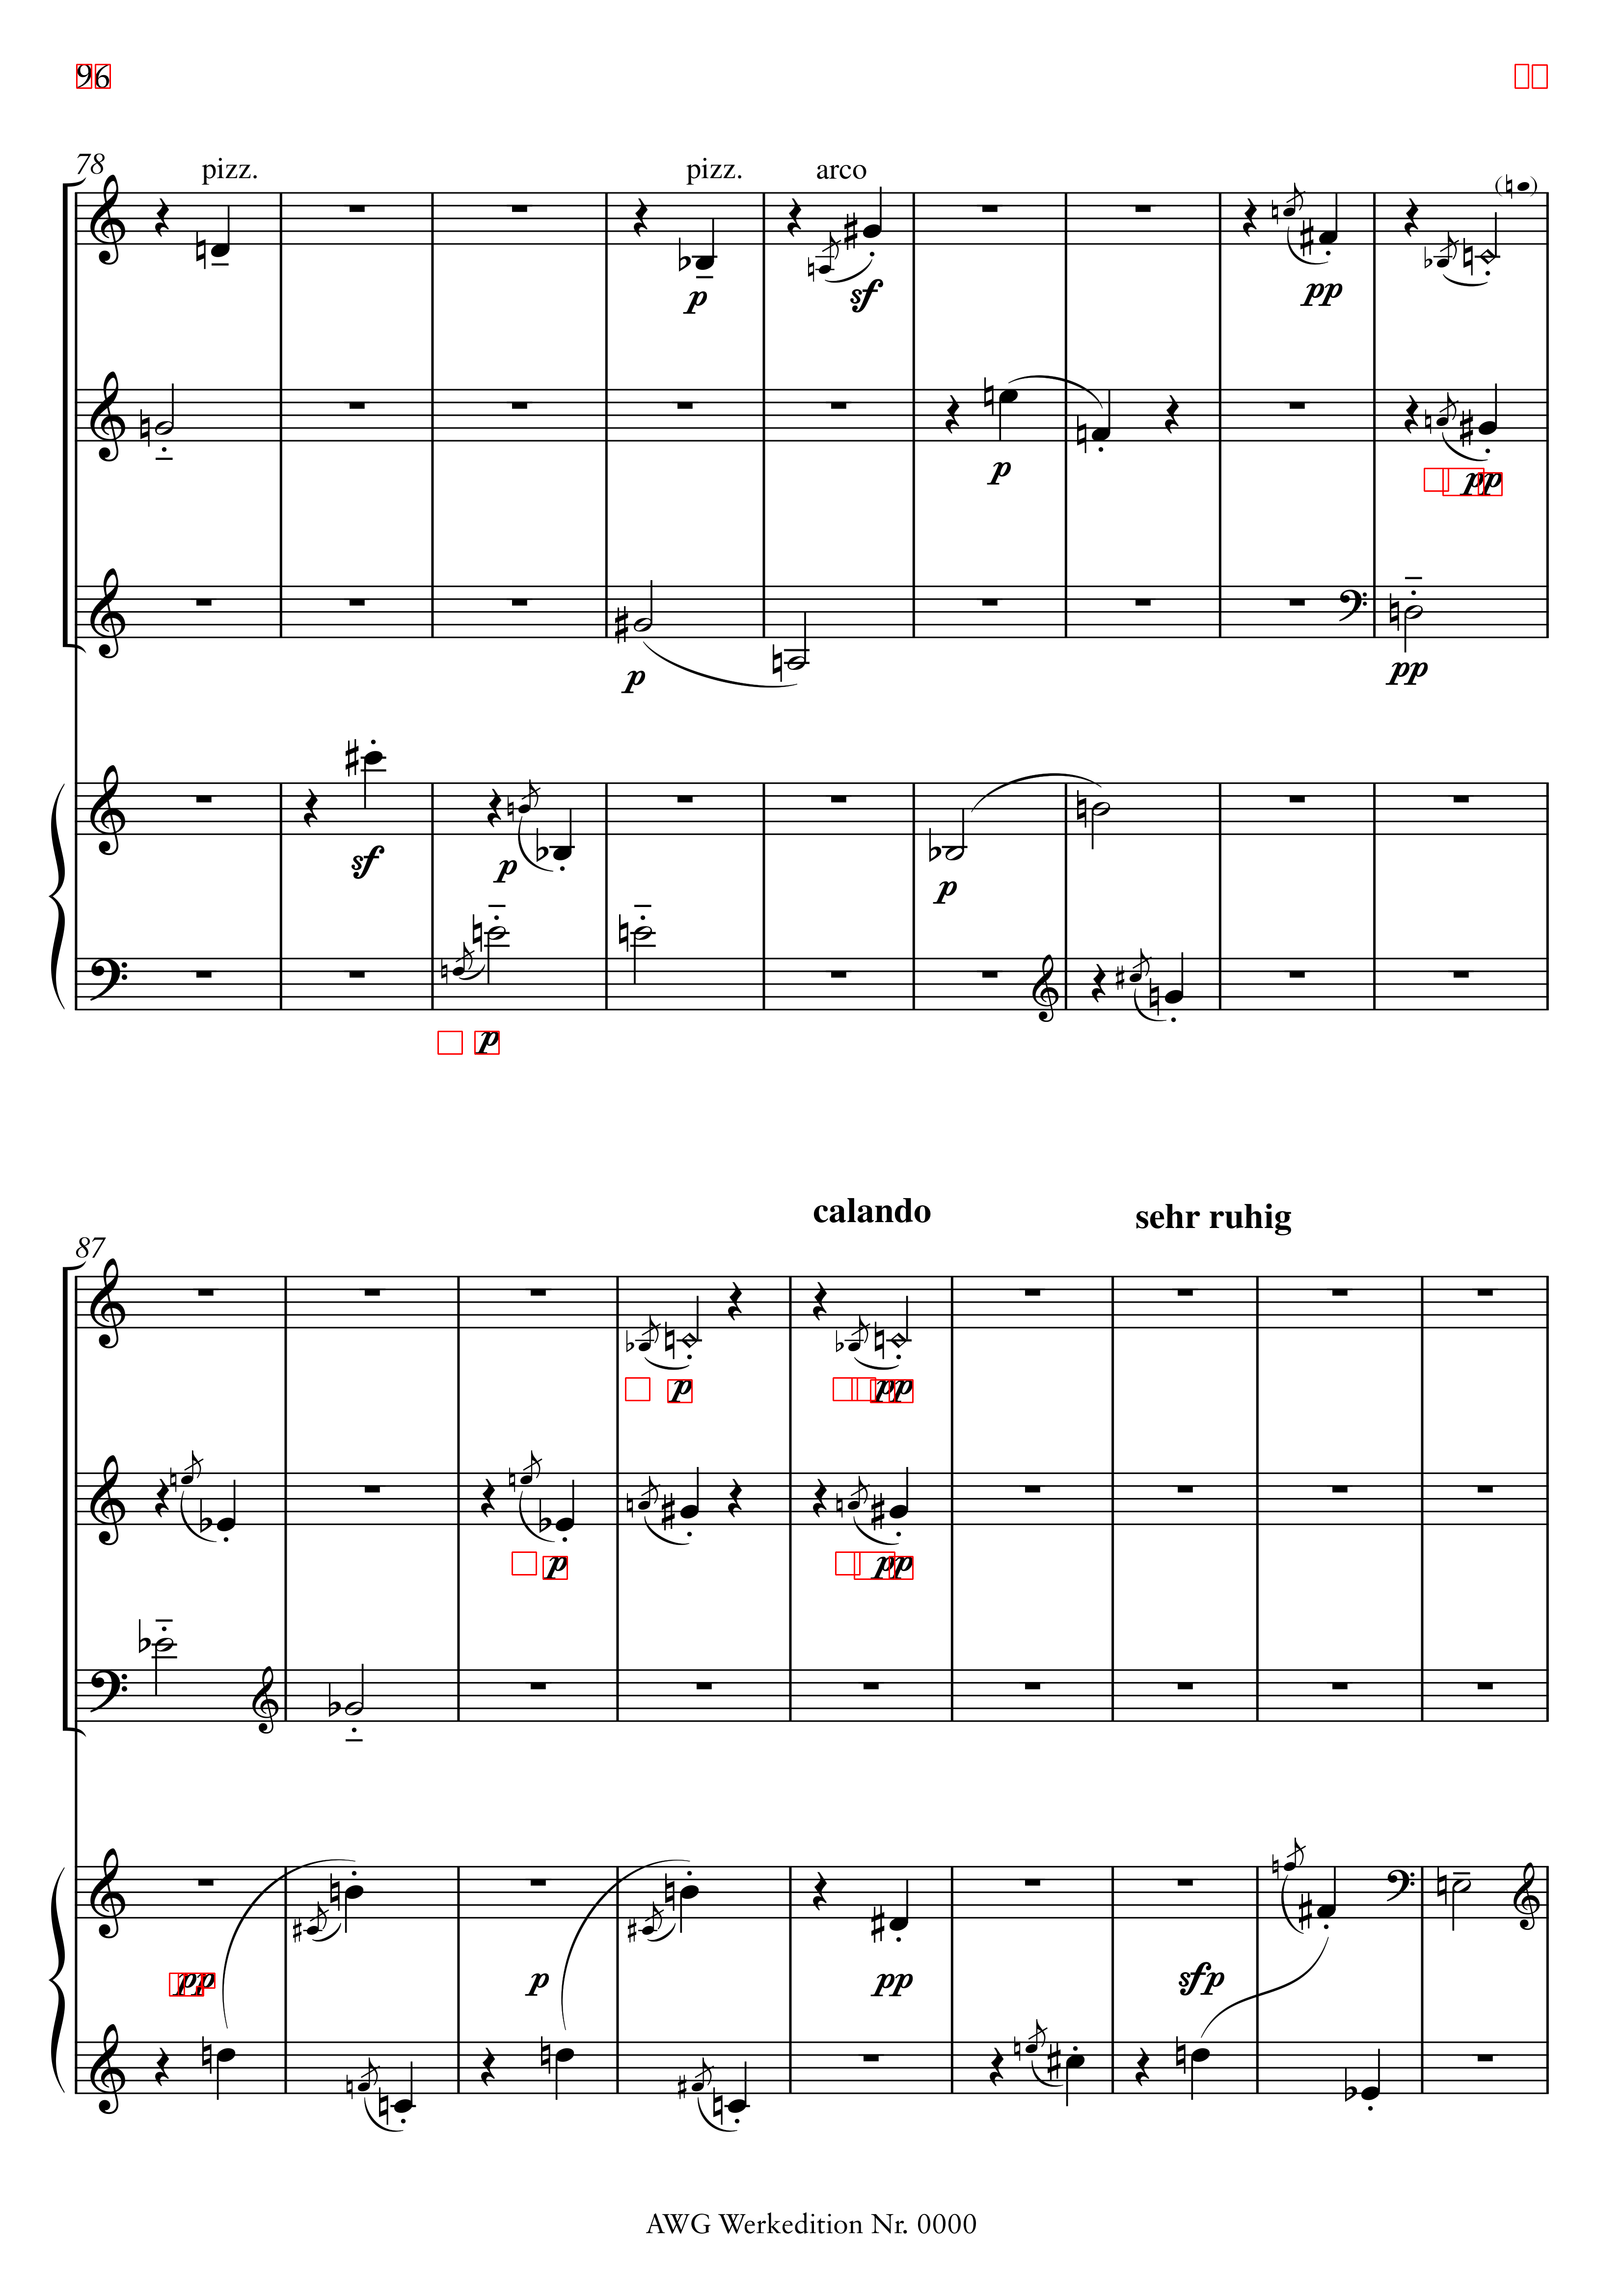 96
78
pizz.
pizz.
arco
p
sf
pp
p
pp
p
pp
sf
p
p
p
calando
sehr ruhig
87
p
pp
p
pp
pp
p
pp
sfp
AWG Werkedition Nr. 0000